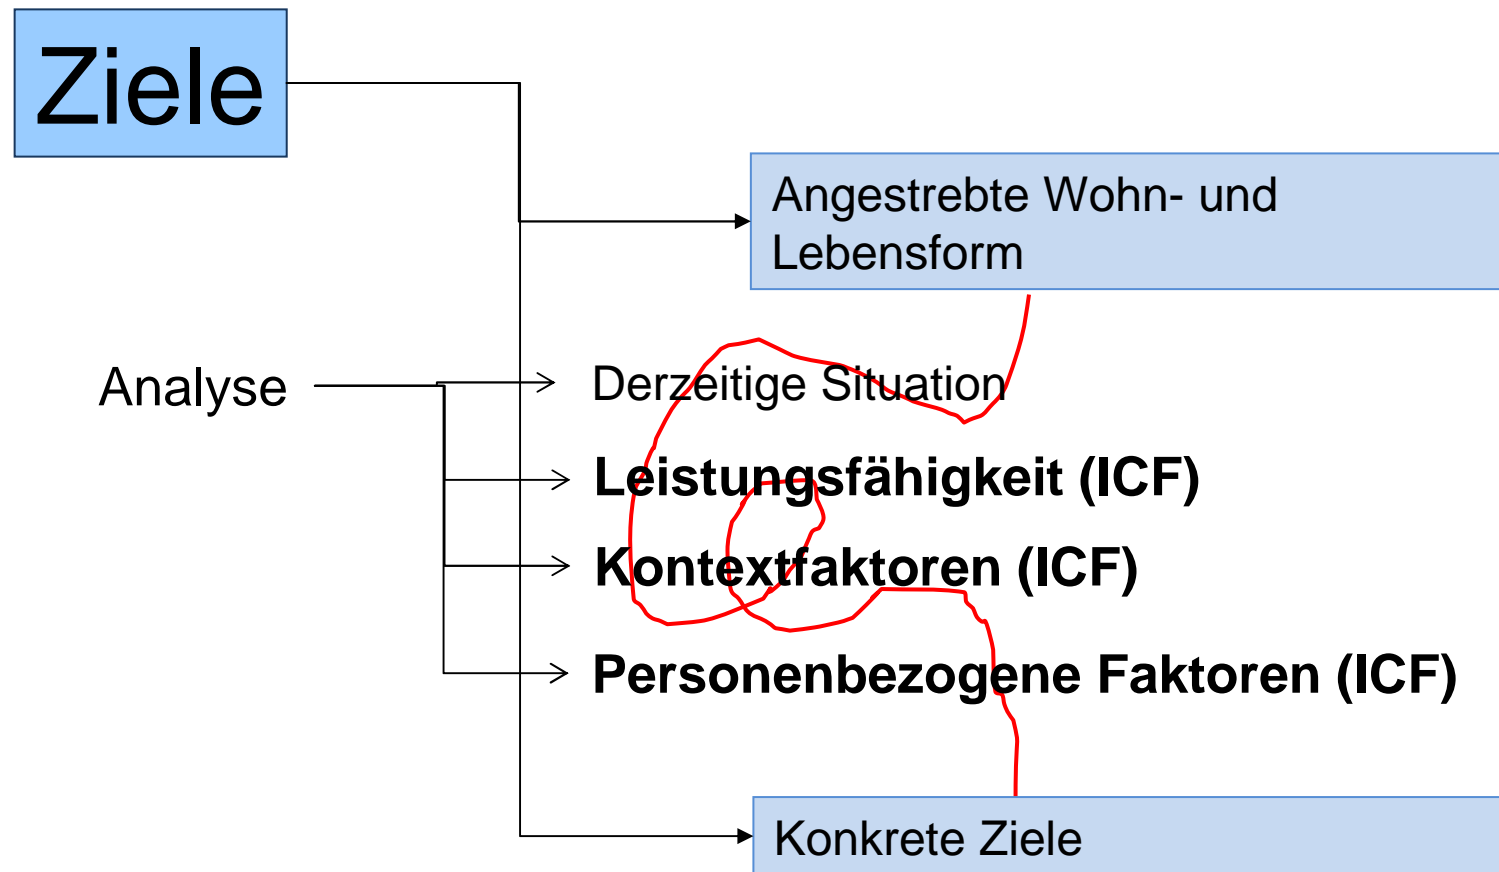 Ziele
Angestrebte Wohn- und
Lebensform
Analyse
Derzeitige Situation
Leistungsfähigkeit (ICF)
Kontextfaktoren (ICF)
Personenbezogene Faktoren (ICF)
Konkrete Ziele